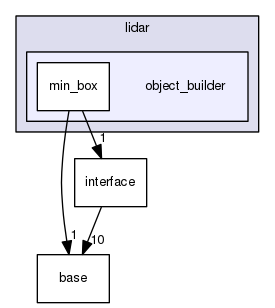 lidar
min_box object_builder
1
interface
1 10
base